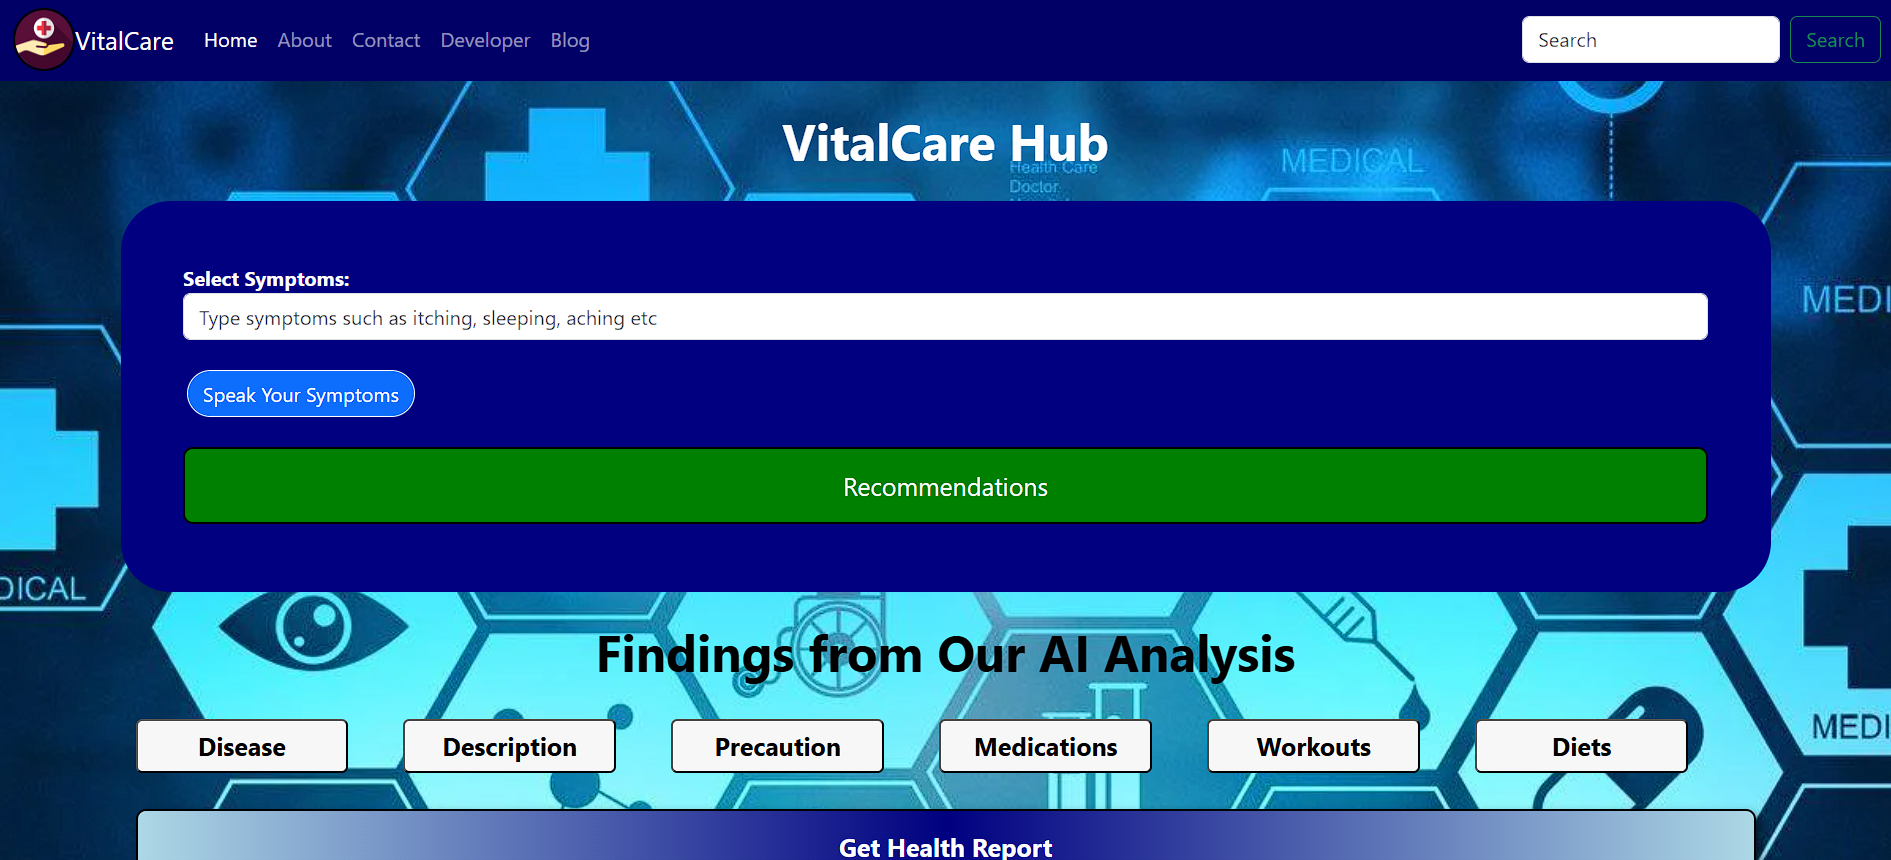 VitalCare Home About Contact Developer Blog Search Search
VitalCare Hub
Health Care
Doctor
MEDICAL
Select Symptoms:
Type symptoms such as itching, sleeping, aching etc
MEDI
Speak Your Symptoms
Recommendations
DICAL
Findings from Our AI Analysis
MEDI
Disease Description Precaution Medications Workouts Diets
Get Health Report